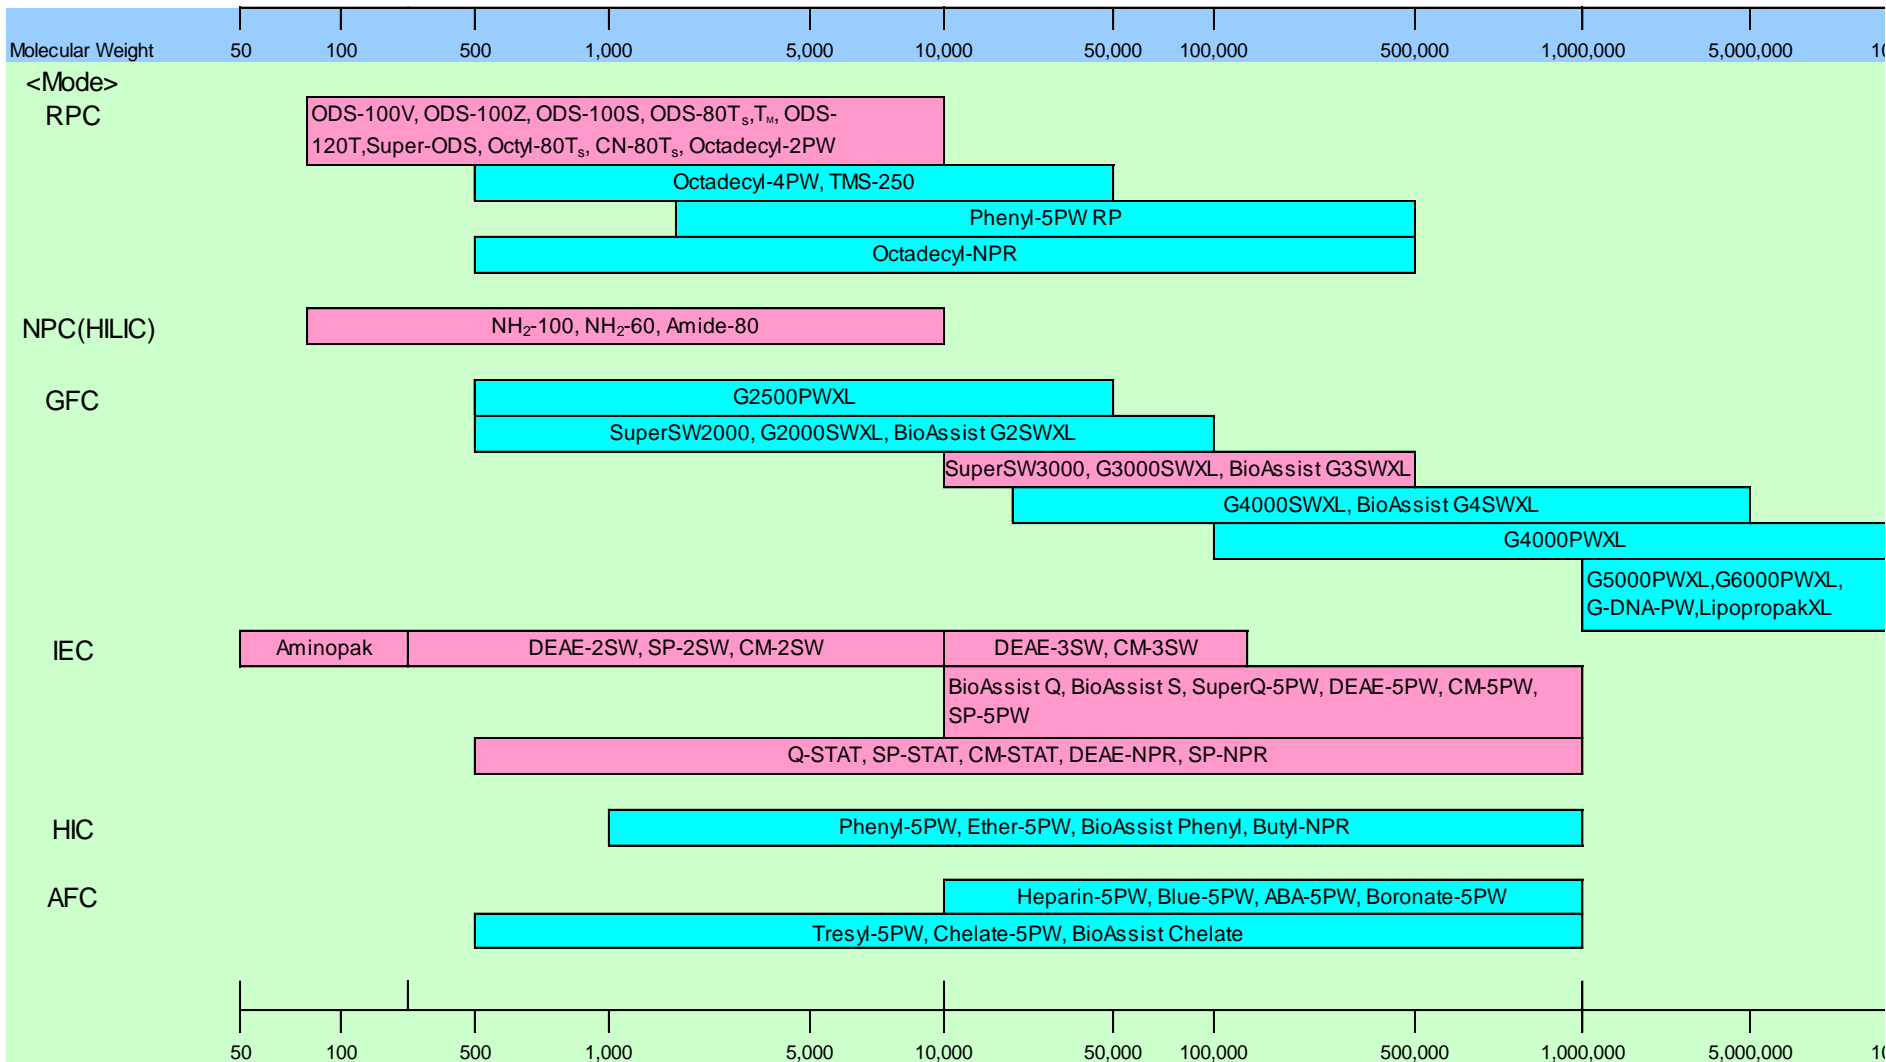 Molecular Weight 50 100 500 1,000 5,000 10,000 50,000 100,000 500,000 1,000,000 5,000,000
<Mode>
RPC
ODS-100V, ODS-100Z, ODS-100S, ODS-80Ts,TM, ODS-
120T,Super-ODS, Octyl-80Ts, CN-80Ts, Octadecyl-2PW
Octadecyl-4PW, TMS-250
Phenyl-5PW RP
Octadecyl-NPR
NPC(HILIC) NH2-100, NH2-60, Amide-80
GFC G2500PWXL
SuperSW2000, G2000SWXL, BioAssist G2SWXL
SuperSW3000, G3000SWXL, BioAssist G3SWXL
G4000SWXL, BioAssist G4SWXL
G4000PWXL
G5000PWXL,G6000PWXL,
G-DNA-PW,LipopropakXL
IEC Aminopak DEAE-2SW, SP-2SW, CM-2SW DEAE-3SW, CM-3SW
BioAssist Q, BioAssist S, SuperQ-5PW, DEAE-5PW, CM-5PW,
SP-5PW
Q-STAT, SP-STAT, CM-STAT, DEAE-NPR, SP-NPR
HIC Phenyl-5PW, Ether-5PW, BioAssist Phenyl, Butyl-NPR
AFC Heparin-5PW, Blue-5PW, ABA-5PW, Boronate-5PW
Tresyl-5PW, Chelate-5PW, BioAssist Chelate
50 100 500 1,000 5,000 10,000 50,000 100,000 500,000 1,000,000 5,000,000